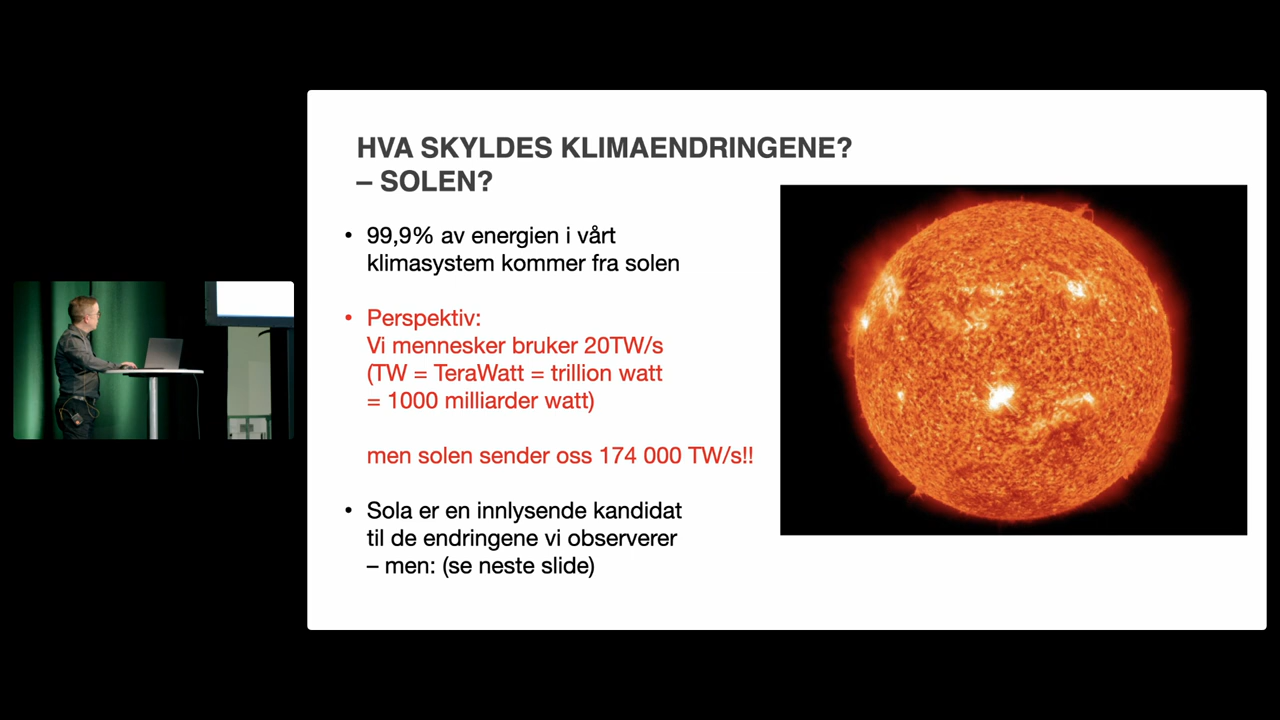 HVA SKYLDES KLIMAENDRINGENE?
– SOLEN?
• 99,9% av energien i vårt
klimasystem kommer fra solen
• Perspektiv:
Vi mennesker bruker 20TW/s
(TW = TeraWatt = trillion watt
= 1000 milliarder watt)
men solen sender oss 174 000 TW/s!!
• Sola er en innlysende kandidat
til de endringene vi observerer
– men: (se neste slide)